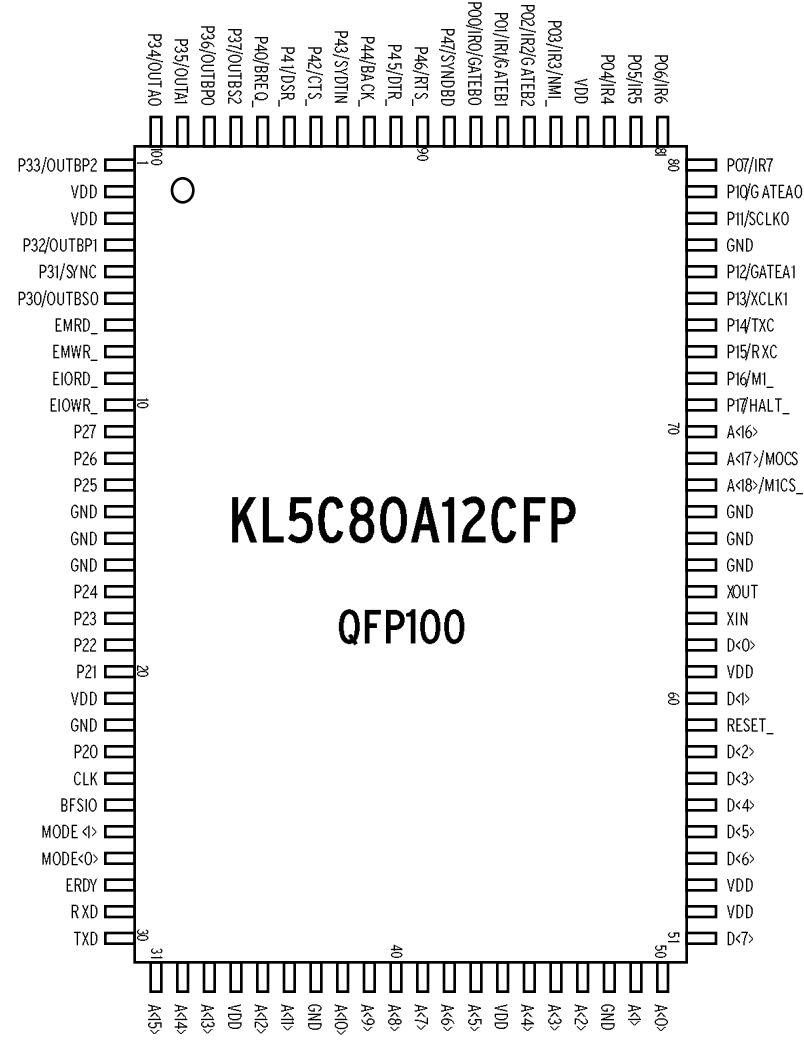 P34/OUTA0
P35/OUTA1
P36/OUTBP0
P37/OUTBS2
P40/BREQ_
P41/DSR_
P42/CTS_
P43/SYDTIN
P44/BACK_
P45/DTR_
P46/RTS_
P47/SYNDBD
P00/IR0/GATEB0
P01/IR1/GATEB1
P02/IR2/GATEB2
P03/IR3/NMI_
VDD
P04/IR4
P05/IR5
P06/IR6
100
90
81
1
80
P33/OUTBP2
VDD
VDD
P32/OUTBP1
P31/SYNC
P30/OUTBS0
EMRD_
EMWR_
EIORD_
EIOWR_
10
P27
P26
P25
GND
GND
GND
P24
P23
P22
P21
20
VDD
GND
P20
CLK
BFSIO
MODE<1>
MODE<0>
ERDY
RXD
TXD
30
KL5C80A12CFP
QFP100
P07/IR7
P10/GATEA0
P11/SCLK0
GND
P12/GATEA1
P13/XCLK1
P14/TXC
P15/RXC
P16/M1_
P17/HALT_
A<16>
70
A<17>/M0CS
A<18>/M1CS_
GND
GND
GND
XOUT
XIN
D<0>
VDD
D<1>
60
RESET_
D<2>
D<3>
D<4>
D<5>
D<6>
VDD
VDD
D<7>
51
31
40
50
A<15>
A<14>
A<13>
VDD
A<12>
A<11>
GND
A<10>
A<9>
A<8>
A<7>
A<6>
A<5>
VDD
A<4>
A<3>
A<2>
GND
A<1>
A<0>